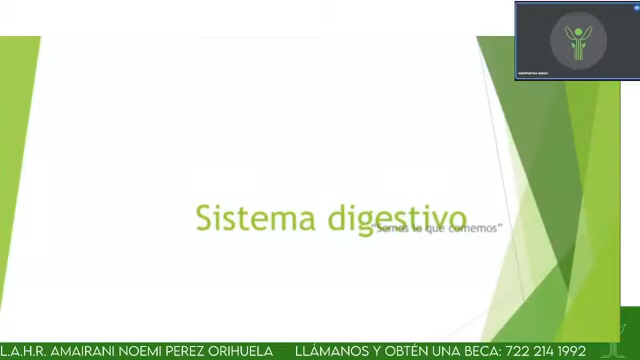 Sistema digestivo
"Somos lo que comemos"
L.A.H.R. AMAIRANI NOEMI PEREZ ORIHUELA LLÁMANOS Y OBTÉN UNA BECA: 722 214 1992